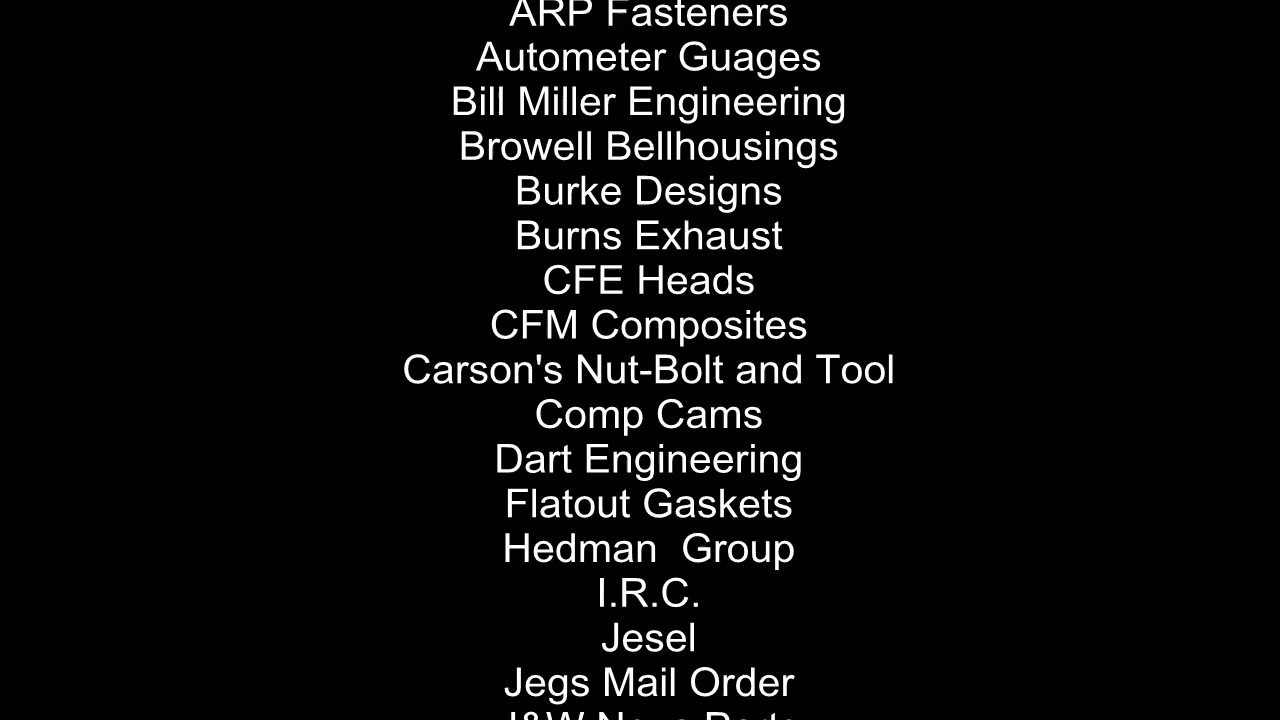 ARP Fasteners
Autometer Guages
Bill Miller Engineering
Browell Bellhousings
Burke Designs
Burns Exhaust
CFE Heads
CFM Composites
Carson's Nut-Bolt and Tool
Comp Cams
Dart Engineering
Flatout Gaskets
Hedman  Group
I.R.C.
Jesel
Jegs Mail Order